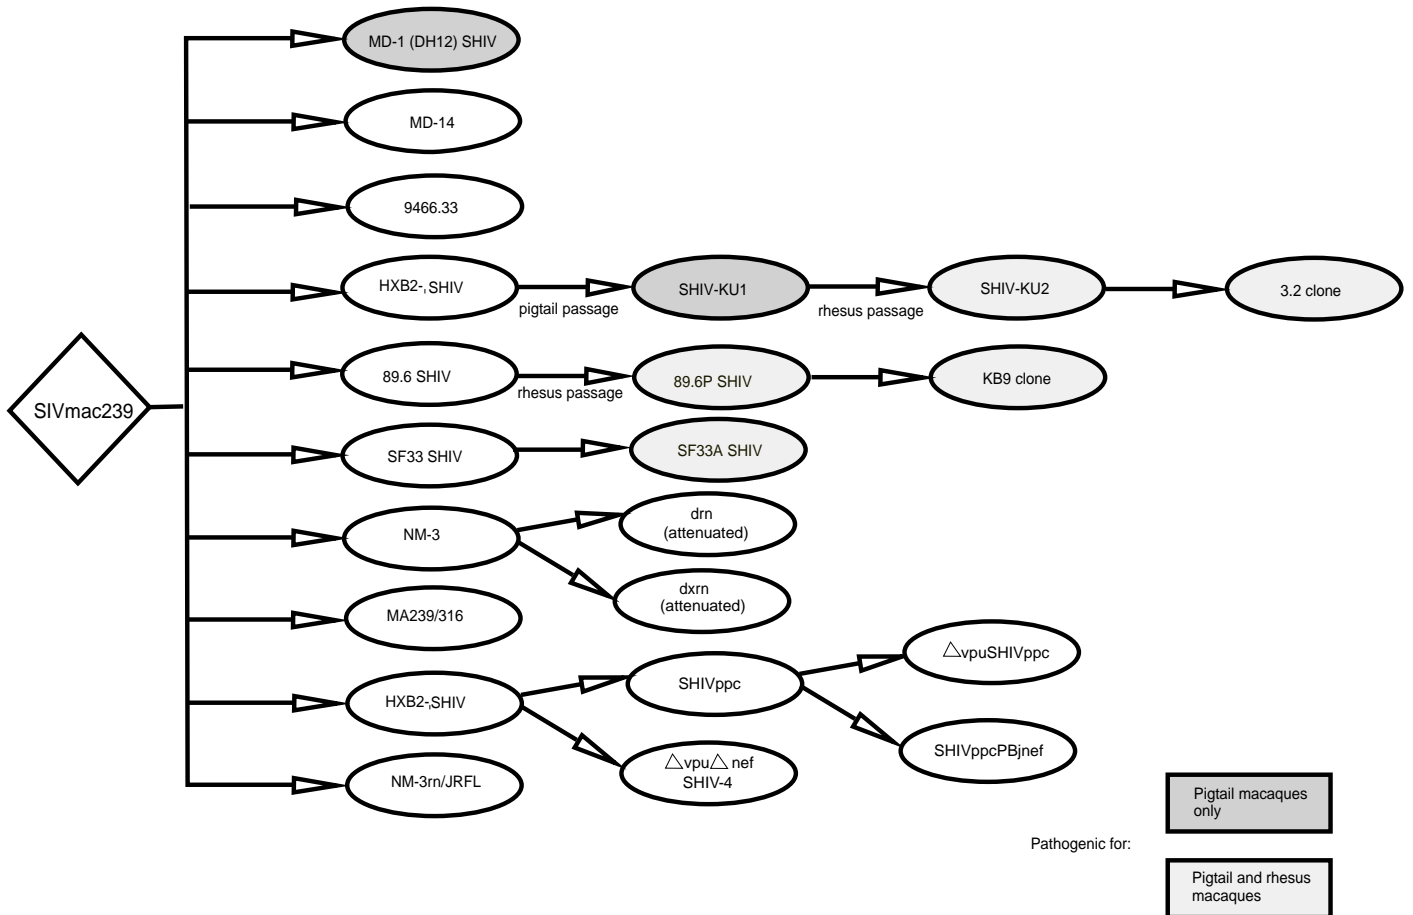 MD-1 (DH12) SHIV
MD-14
9466.33
HXB2-, SHIV
pigtail passage
SHIV-KU1
rhesus passage
SHIV-KU2
3.2 clone
SIVmac239
89.6 SHIV
rhesus passage
89.6P SHIV
KB9 clone
SF33 SHIV
SF33A SHIV
NM-3
drn
(attenuated)
dxrn
(attenuated)
MA239/316
HXB2-,SHIV
SHIVppc
△vpuSHIVppc
SHIVppcPBjnef
△vpu△ nef
SHIV-4
NM-3rn/JRFL
Pathogenic for:
Pigtail macaques
only
Pigtail and rhesus
macaques